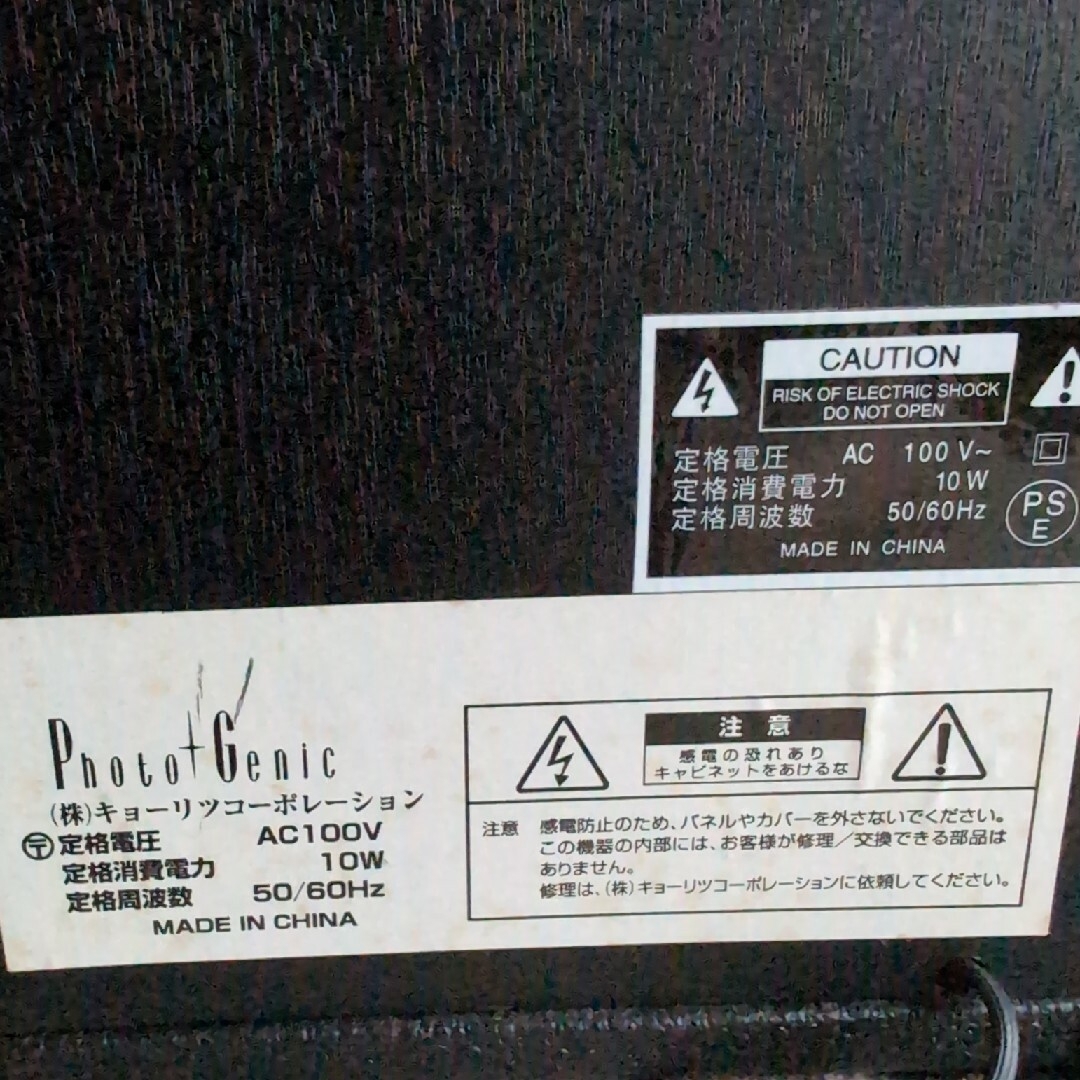 CAUTION
RISK OF ELECTRIC SHOCK
DO NOT OPEN
定格電圧 AC 100 V~
定格消費電力 10W
定格周波数 50/60Hz
PS
E
MADE IN CHINA
PhotoGenic
(株)キョーリツコーポレーション
〒定格電圧 AC100V
定格消費電力 10W
定格周波数 50/60Hz
MADE IN CHINA
注意
感電の恐れあり
キャビネットをあけるな
注意 感電防止のため、パネルやカバーを外さないでください。
この機器の内部には、お客様が修理/交換できる部品は
ありません。
修理は、(株)キョーリツコーポレーションに依頼してください。